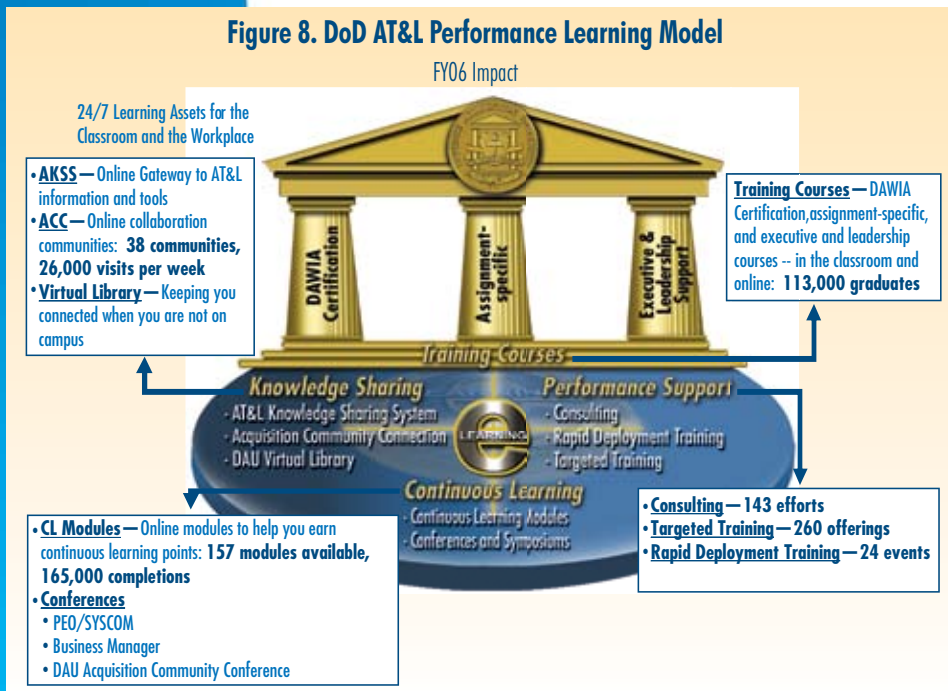 Figure 8. DoD AT&L Performance Learning Model
FY06 Impact
24/7 Learning Assets for the
Classroom and the Workplace
• AKSS — Online Gateway to AT&L
information and tools
• ACC — Online collaboration
communities: 38 communities,
26,000 visits per week
• Virtual Library — Keeping you
connected when you are not on
campus
Training Courses — DAWIA
Certification,assignment-specific,
and executive and leadership
courses -- in the classroom and
online: 113,000 graduates
DAWIA
Certification
Assignment-
specific
Executive &
Leadership
Support
Training Courses
Knowledge Sharing
- AT&L Knowledge Sharing System
- Acquisition Community Connection
- DAU Virtual Library
Performance Support
- Consulting
- Rapid Deployment Training
- Targeted Training
e LEARNING
Continuous Learning
- Continuous Learning Modules
- Conferences and Symposiums
• CL Modules — Online modules to help you earn
continuous learning points: 157 modules available,
165,000 completions
• Conferences
• PEO/SYSCOM
• Business Manager
• DAU Acquisition Community Conference
• Consulting — 143 efforts
• Targeted Training — 260 offerings
• Rapid Deployment Training — 24 events